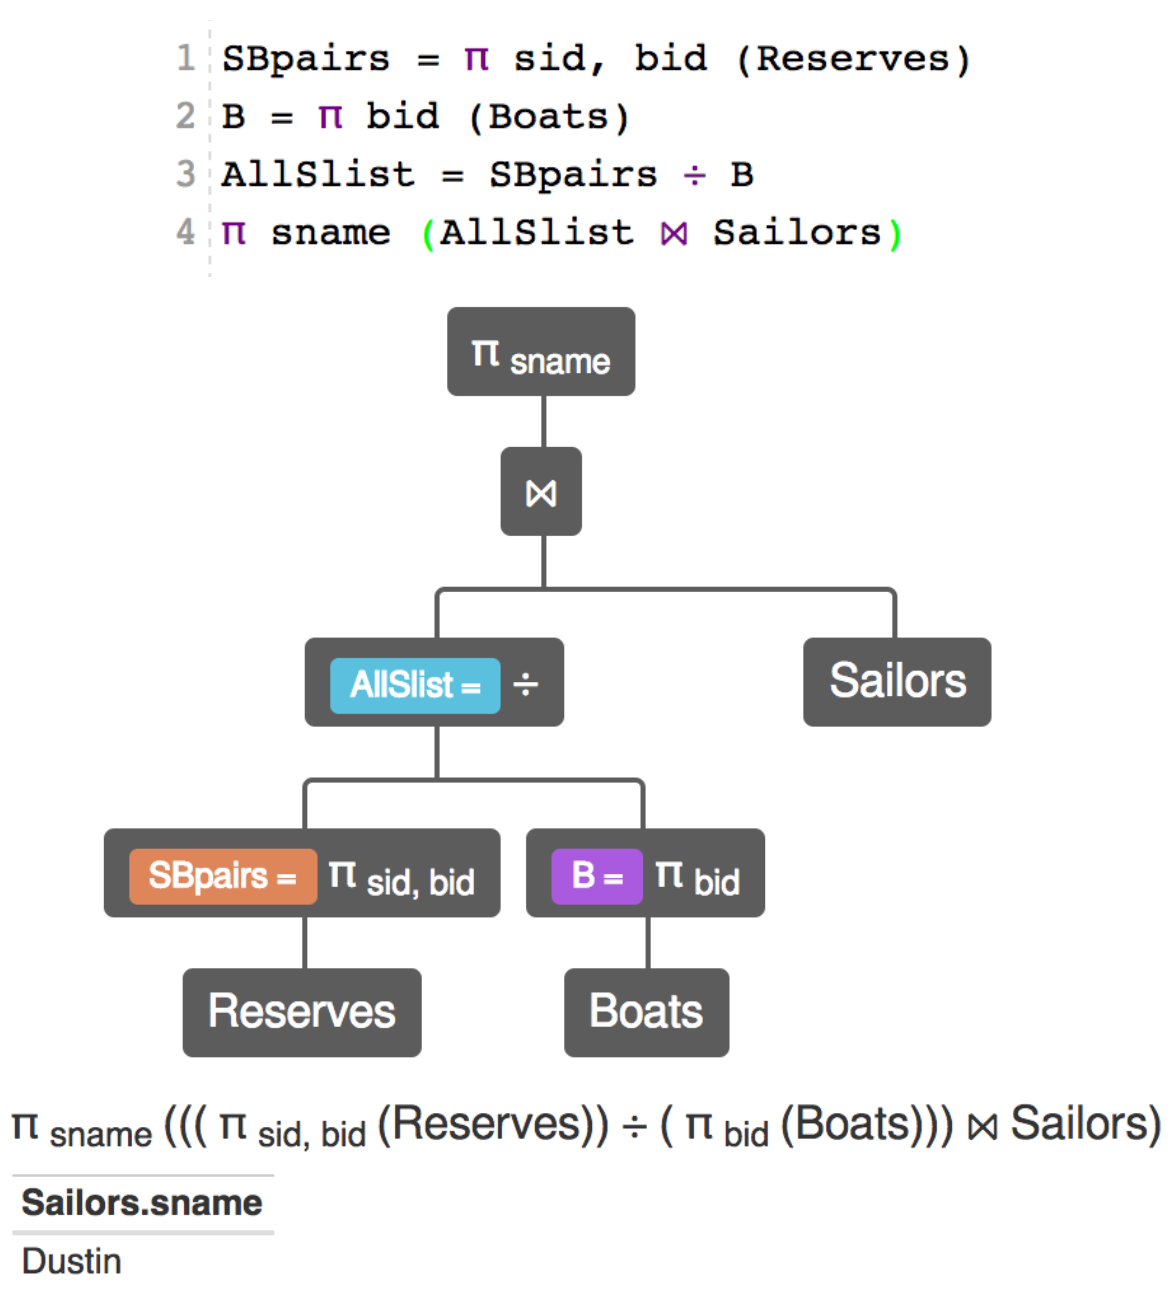 1 SBpairs = π sid, bid (Reserves)
2 B = π bid (Boats)
3 AllSlist = SBpairs ÷ B
4 π sname (AllSlist ⋈ Sailors)
π sname
⋈
AllSlist = ÷
Sailors
SBpairs = π sid, bid
B = π bid
Reserves
Boats
π sname ((( π sid, bid (Reserves)) ÷ ( π bid (Boats))) ⋈ Sailors)
Sailors.sname
Dustin